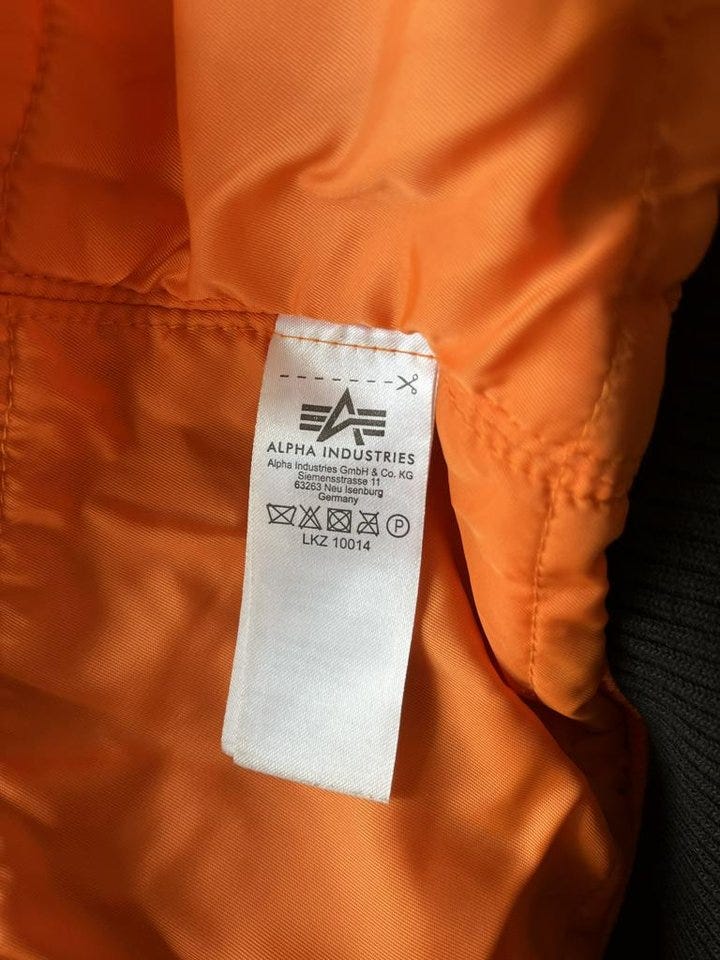 ALPHA INDUSTRIES
Alpha Industries GmbH & Co. KG
Siemensstrasse 11
63263 Neu Isenburg
Germany
P
LKZ 10014